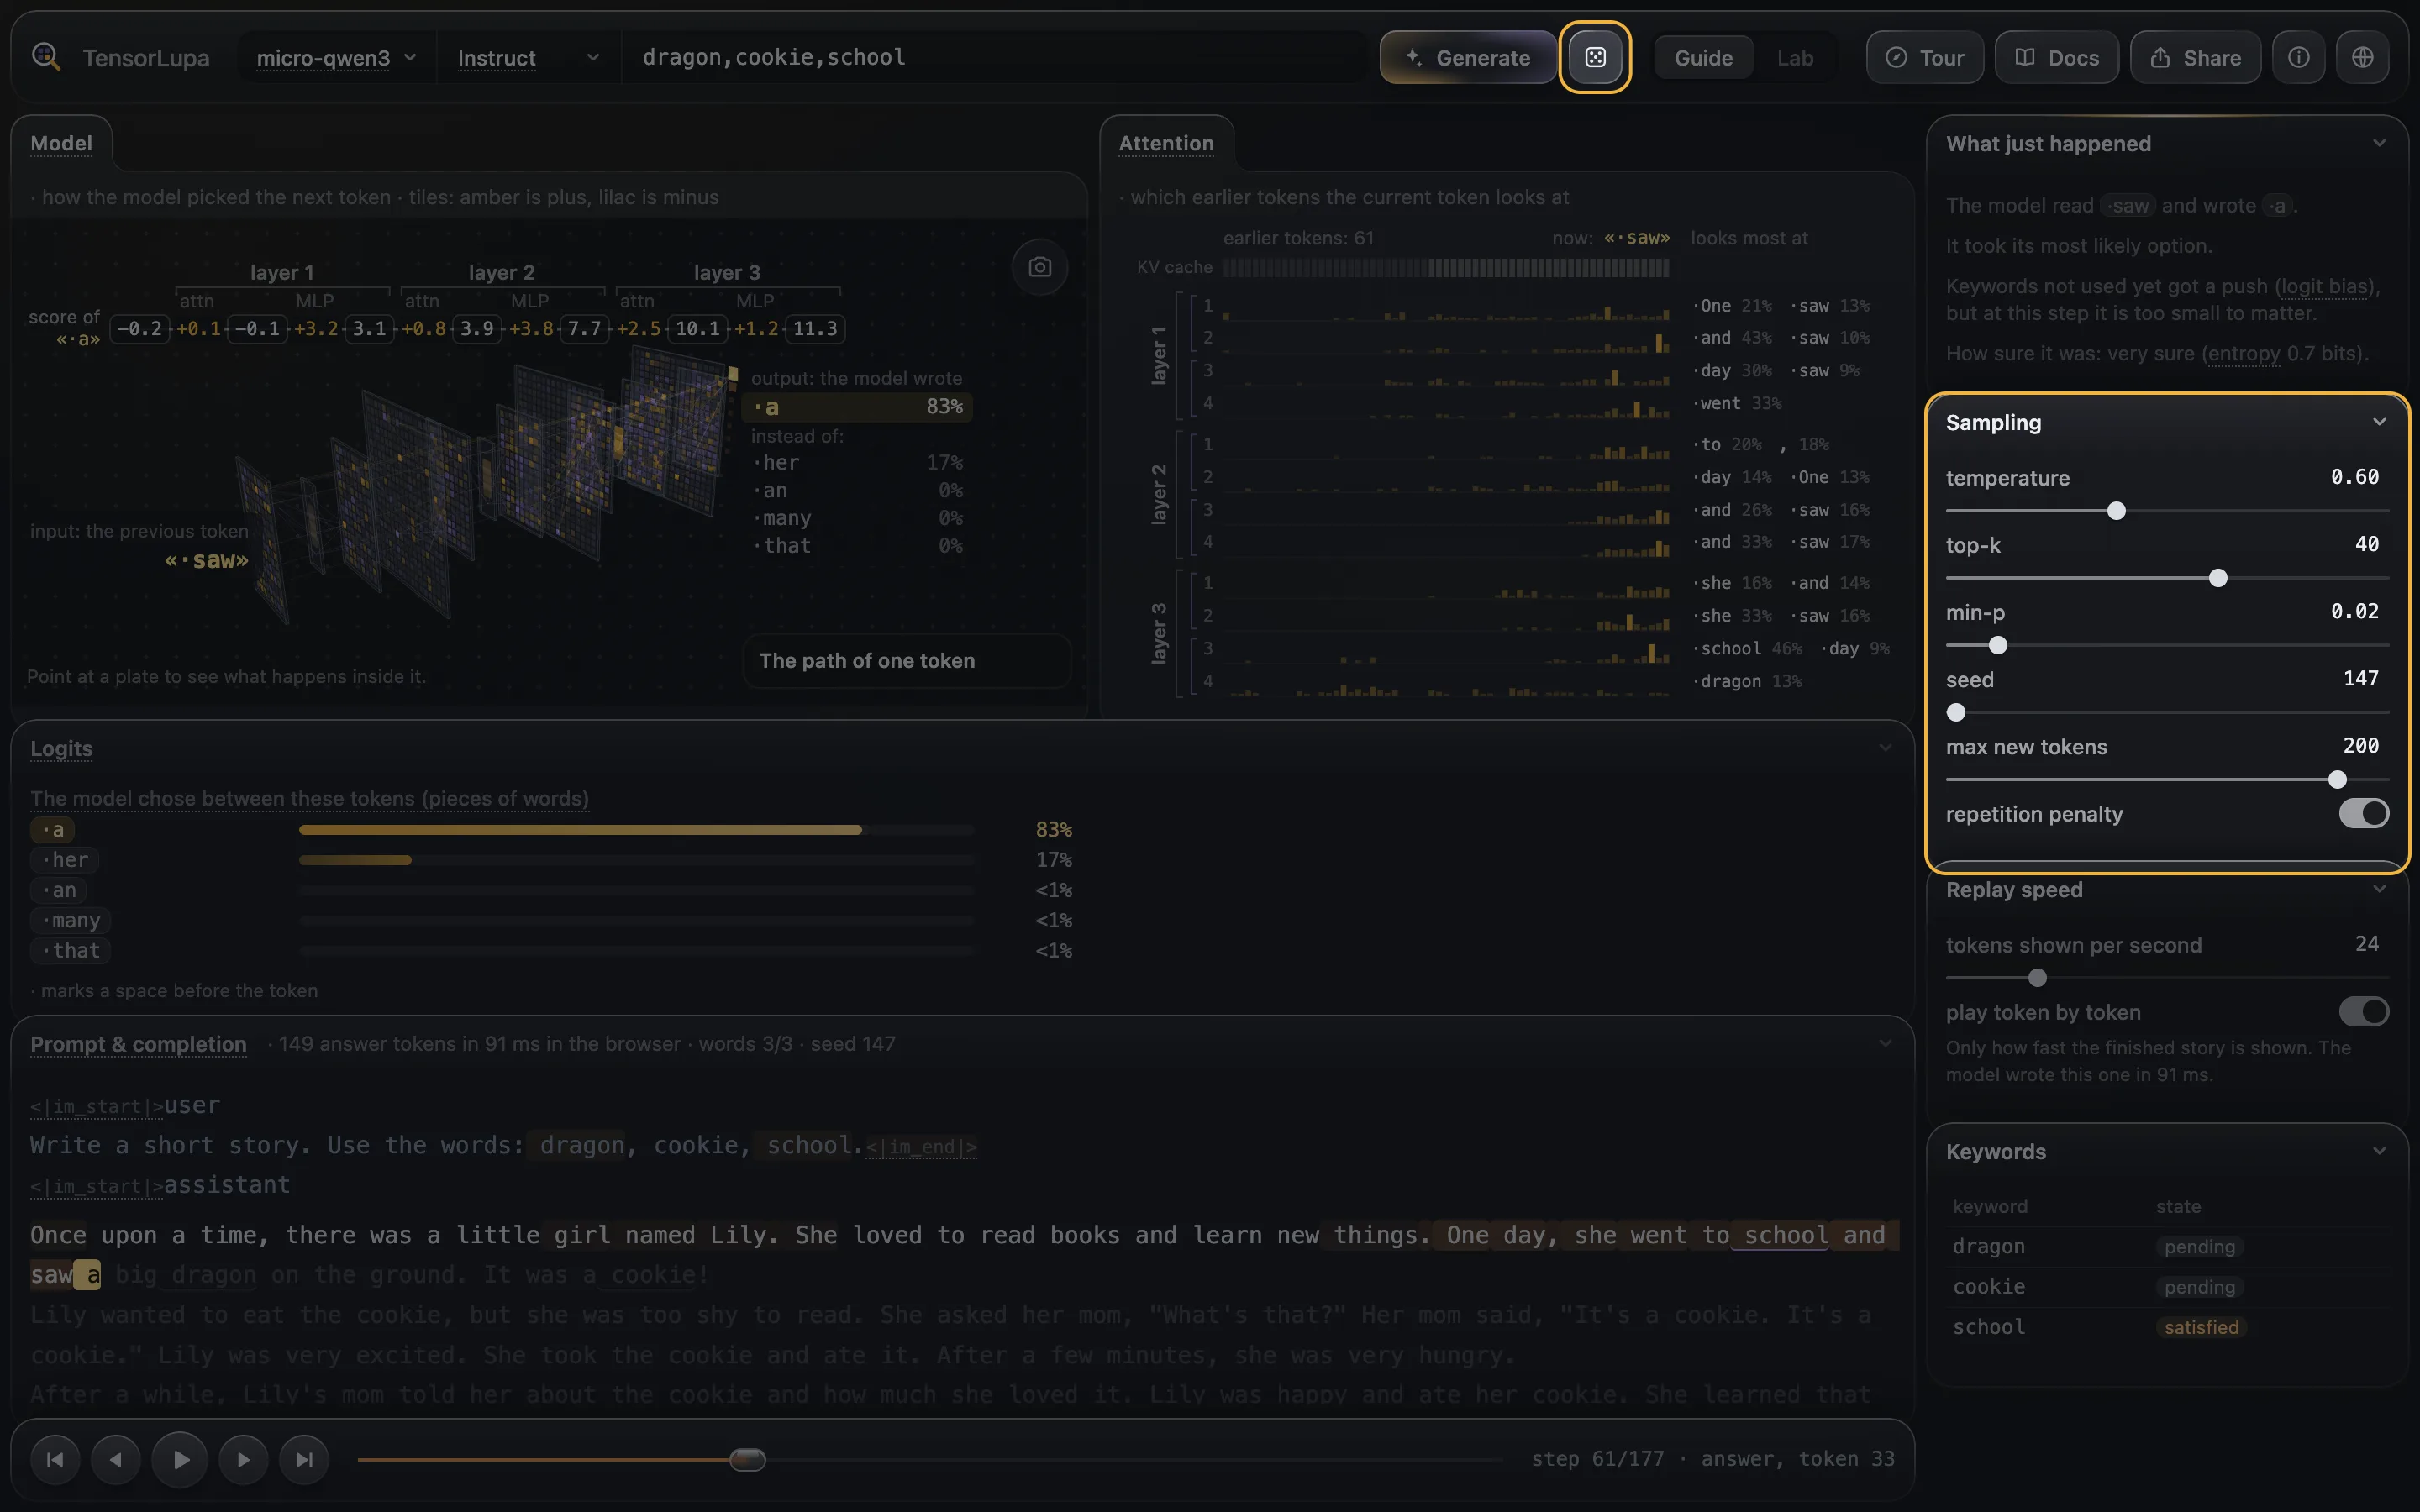 TensorLupa micro-qwen3 Instruct dragon,cookie,school Generate Guide Lab Tour Docs Share
Model
· how the model picked the next token · tiles: amber is plus, lilac is minus
layer 1 layer 2 layer 3
attn MLP attn MLP attn MLP
score of
«·a» −0.2 +0.1 −0.1 +3.2 3.1 +0.8 3.9 +3.8 7.7 +2.5 10.1 +1.2 11.3
output: the model wrote
·a 83%
instead of:
·her 17%
·an 0%
·many 0%
·that 0%
input: the previous token
«·saw»
The path of one token
Point at a plate to see what happens inside it.
Attention
· which earlier tokens the current token looks at
earlier tokens: 61 now: «·saw» looks most at
KV cache
layer 1
1 ·One 21% ·saw 13%
2 ·and 43% ·saw 10%
3 ·day 30% ·saw 9%
4 ·went 33%
layer 2
1 ·to 20% , 18%
2 ·day 14% ·One 13%
3 ·and 26% ·saw 16%
4 ·and 33% ·saw 17%
layer 3
1 ·she 16% ·and 14%
2 ·she 33% ·saw 16%
3 ·school 46% ·day 9%
4 ·dragon 13%
Logits
The model chose between these tokens (pieces of words)
·a 83%
·her 17%
·an <1%
·many <1%
·that <1%
· marks a space before the token
Prompt & completion · 149 answer tokens in 91 ms in the browser · words 3/3 · seed 147
<|im_start|>user
Write a short story. Use the words: dragon, cookie, school.<|im_end|>
<|im_start|>assistant
Once upon a time, there was a little girl named Lily. She loved to read books and learn new things. One day, she went to school and
saw a big dragon on the ground. It was a cookie!
Lily wanted to eat the cookie, but she was too shy to read. She asked her mom, "What's that?" Her mom said, "It's a cookie. It's a
cookie." Lily was very excited. She took the cookie and ate it. After a few minutes, she was very hungry.
After a while, Lily's mom told her about the cookie and how much she loved it. Lily was happy and ate her cookie. She learned that
step 61/177 · answer, token 33
What just happened
The model read ·saw and wrote ·a.
It took its most likely option.
Keywords not used yet got a push (logit bias),
but at this step it is too small to matter.
How sure it was: very sure (entropy 0.7 bits).
Sampling
temperature 0.60
top-k 40
min-p 0.02
seed 147
max new tokens 200
repetition penalty
Replay speed
tokens shown per second 24
play token by token
Only how fast the finished story is shown. The
model wrote this one in 91 ms.
Keywords
keyword state
dragon pending
cookie pending
school satisfied